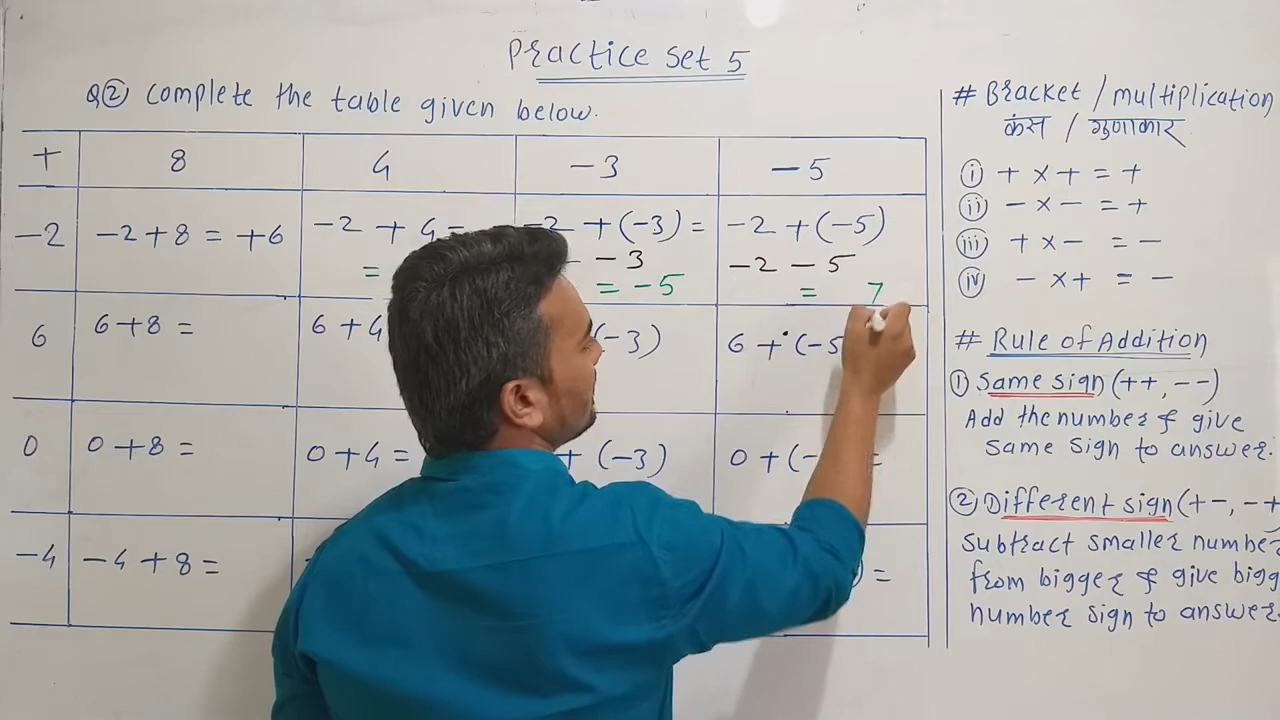 Practice Set 5
Q② Complete the table given below.
+ 8 4 -3 -5
-2 -2+8 = +6 -2 + 4 = -2 +(-3) = -2 +(-5)
= - 3 -2 - 5
= -5 = 7
6 6+8 = 6 + 4 (-3) 6 + (-5
0 0+8 = 0+4 = + (-3) 0 + (- =
-4 -4+8 = =
# Bracket / multiplication
कंस / गुणाकार
(i) + x + = +
(ii) - x - = +
(iii) + x - = -
(iv) - x + = -
# Rule of Addition
① Same sign (++, --)
Add the number & give
same sign to answer.
② Different sign (+-, -+
Subtract smaller number
from bigger & give bigg
number sign to answer.